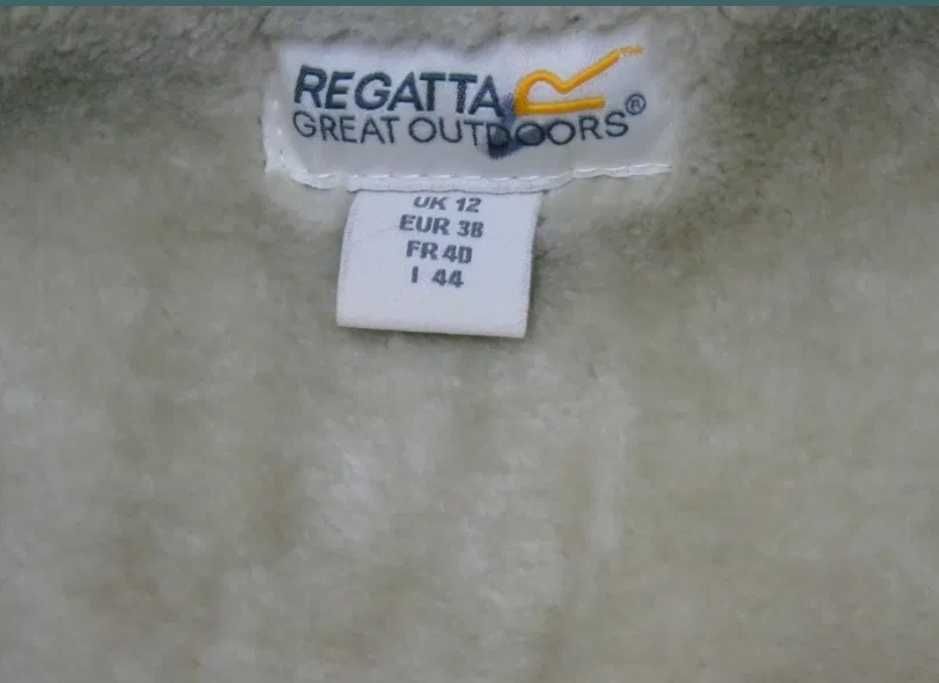 REGATTA
GREAT OUTDOORS®
UK 12
EUR 38
FR 40
I 44